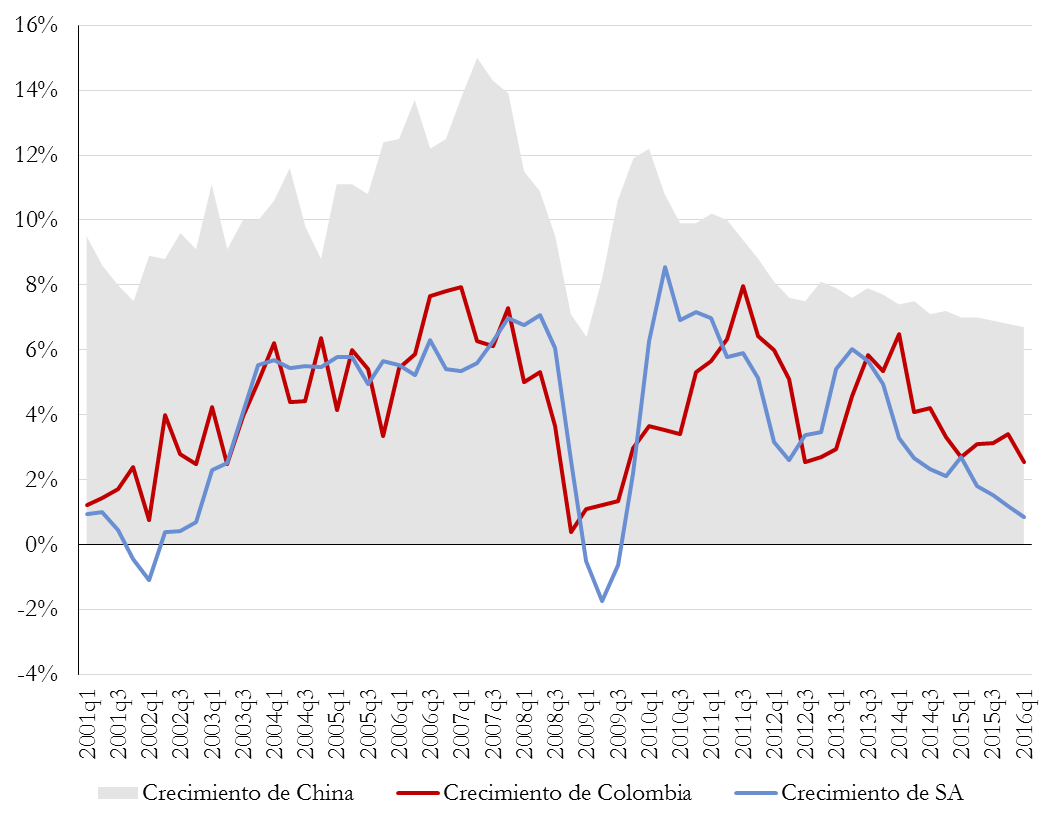 16%
14%
12%
10%
8%
6%
4%
2%
0%
-2%
-4%
2001q1
2001q3
2002q1
2002q3
2003q1
2003q3
2004q1
2004q3
2005q1
2005q3
2006q1
2006q3
2007q1
2007q3
2008q1
2008q3
2009q1
2009q3
2010q1
2010q3
2011q1
2011q3
2012q1
2012q3
2013q1
2013q3
2014q1
2014q3
2015q1
2015q3
2016q1
Crecimiento de China Crecimiento de Colombia Crecimiento de SA